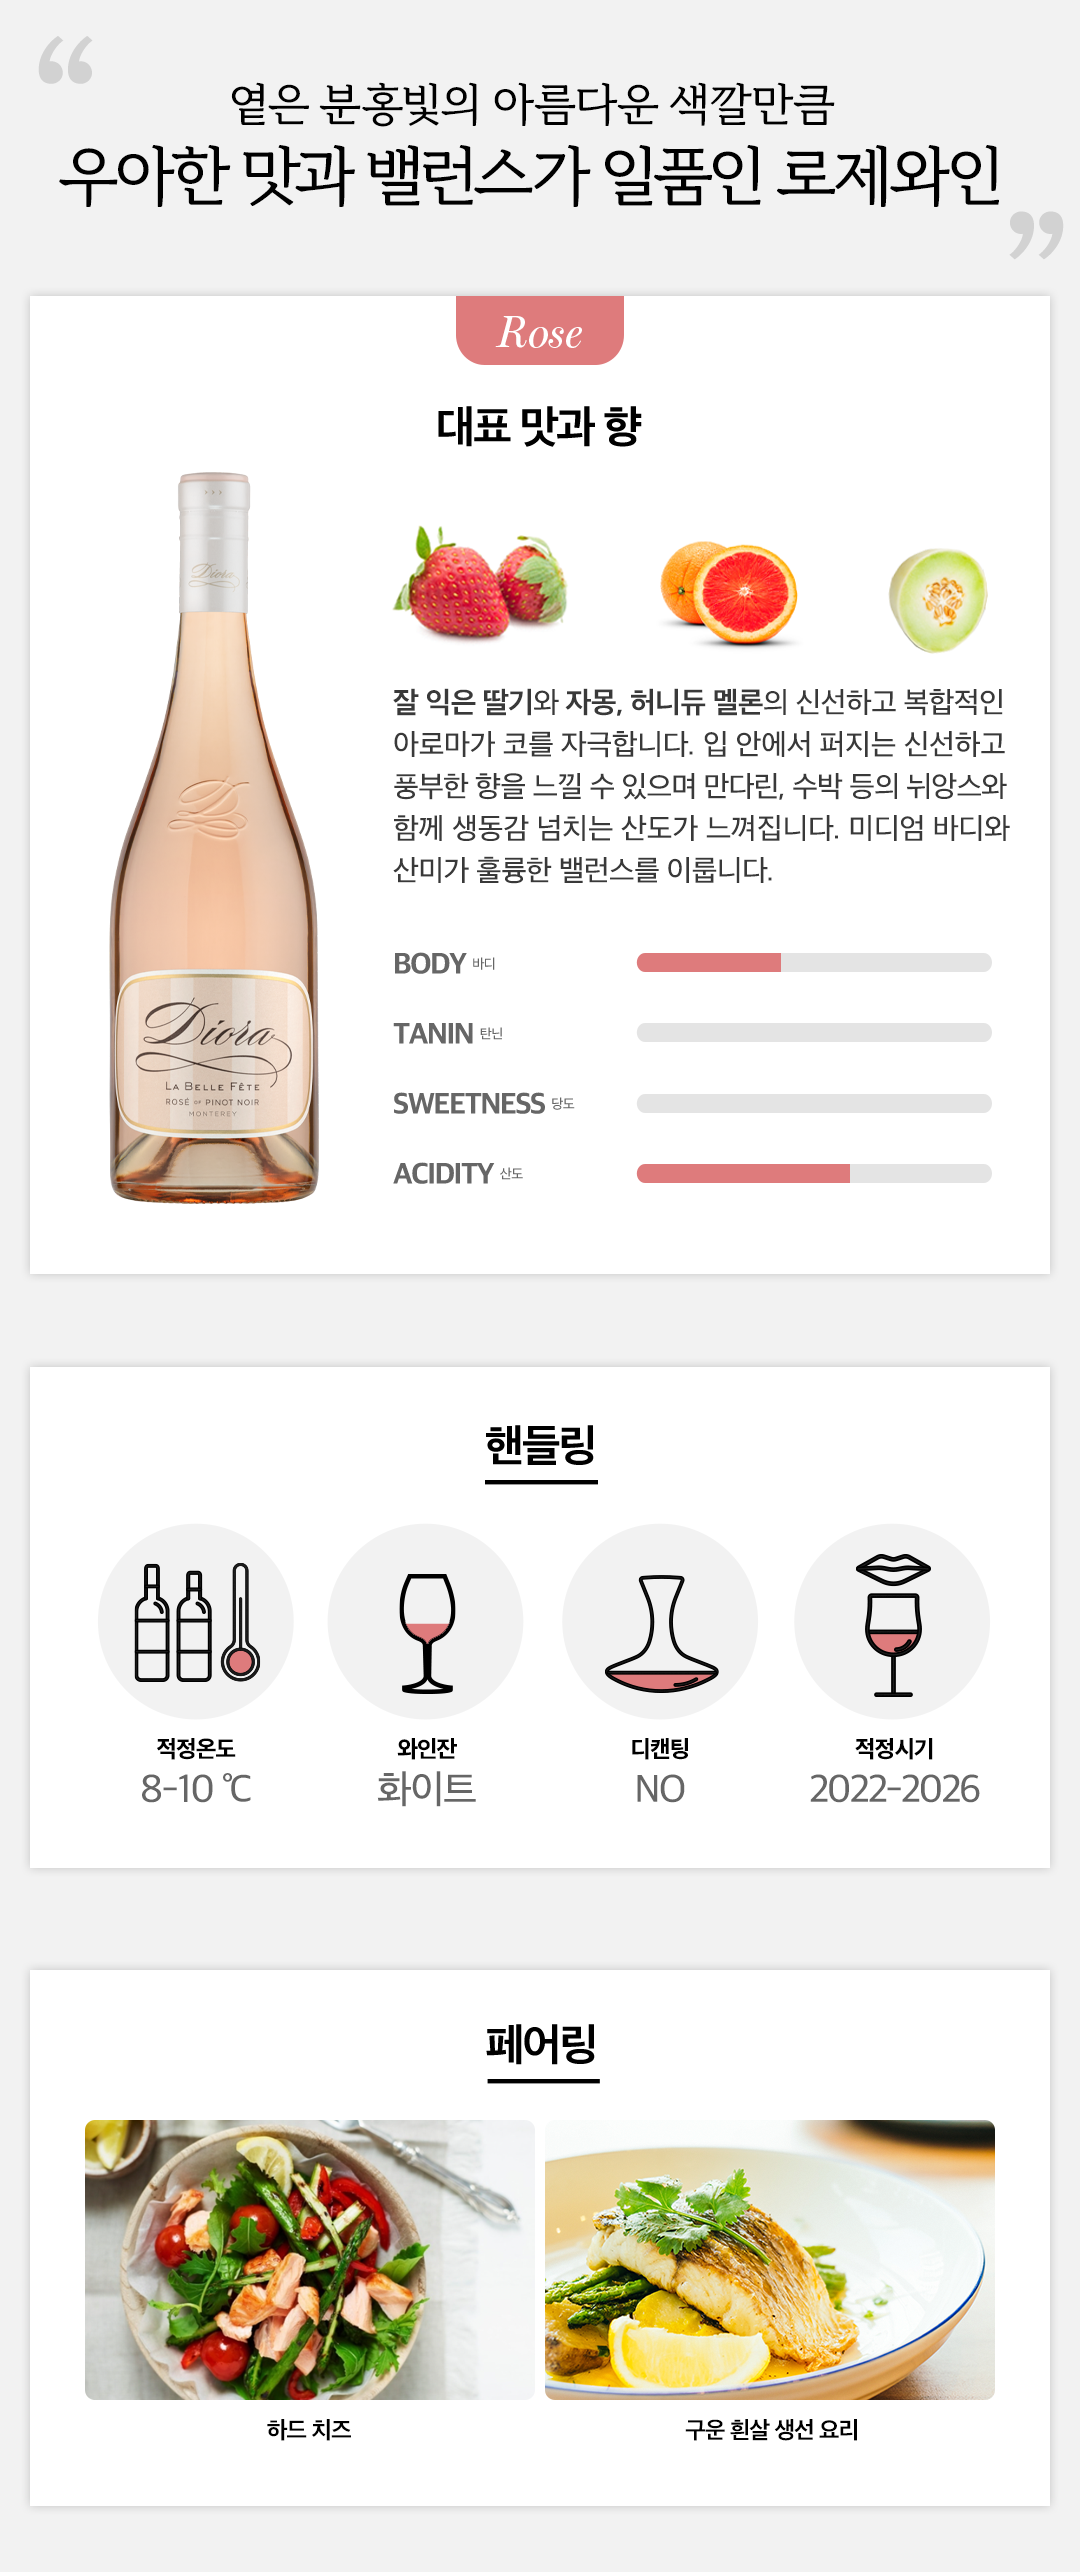 “
옅은 분홍빛의 아름다운 색깔만큼
우아한 맛과 밸런스가 일품인 로제와인
”
Rose
대표 맛과 향
Diora
잘 익은 딸기와 자몽, 허니듀 멜론의 신선하고 복합적인
아로마가 코를 자극합니다. 입 안에서 퍼지는 신선하고
풍부한 향을 느낄 수 있으며 만다린, 수박 등의 뉘앙스와
함께 생동감 넘치는 산도가 느껴집니다. 미디엄 바디와
산미가 훌륭한 밸런스를 이룹니다.
BODY 바디
TANIN 탄닌
SWEETNESS 당도
ACIDITY 산도
Diora
LA BELLE FÊTE
ROSÉ OF PINOT NOIR
MONTEREY
핸들링
적정온도
8-10 ℃
와인잔
화이트
디캔팅
NO
적정시기
2022-2026
페어링
하드 치즈
구운 흰살 생선 요리